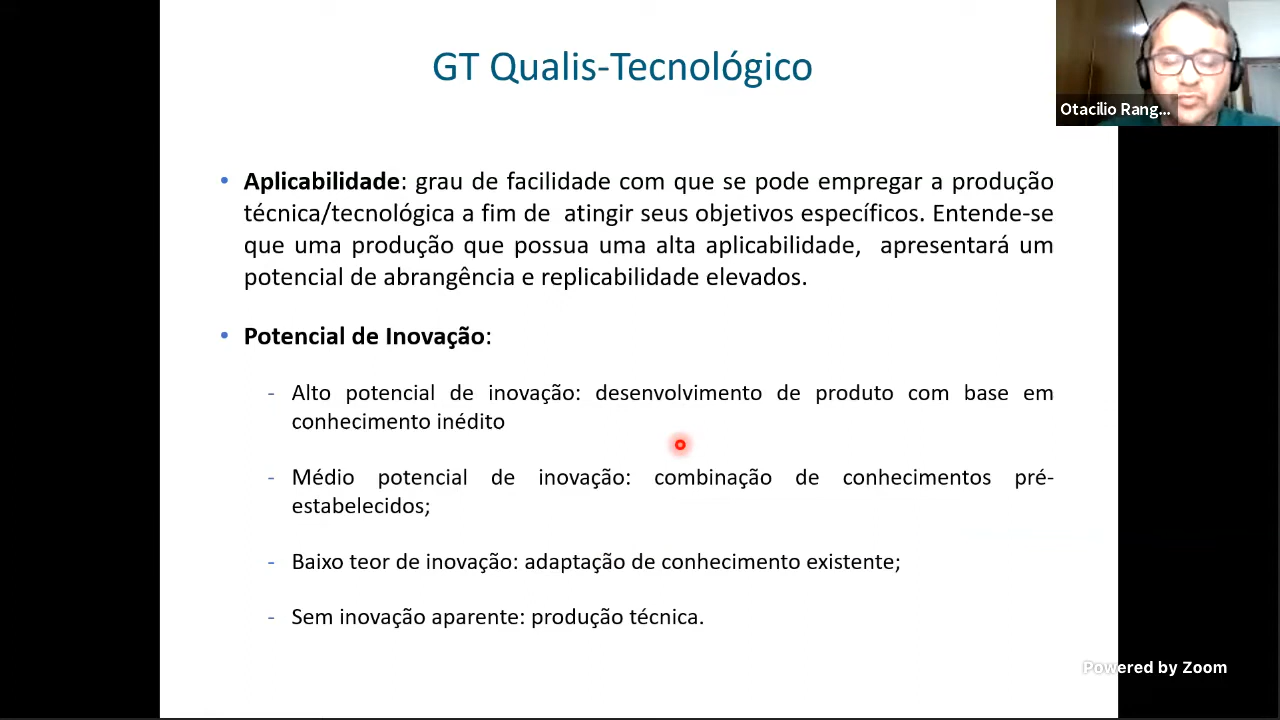 GT Qualis-Tecnológico
Otacilio Rang...
• Aplicabilidade: grau de facilidade com que se pode empregar a produção
técnica/tecnológica a fim de atingir seus objetivos específicos. Entende-se
que uma produção que possua uma alta aplicabilidade, apresentará um
potencial de abrangência e replicabilidade elevados.
• Potencial de Inovação:
- Alto potencial de inovação: desenvolvimento de produto com base em
conhecimento inédito
- Médio potencial de inovação: combinação de conhecimentos pré-
estabelecidos;
- Baixo teor de inovação: adaptação de conhecimento existente;
- Sem inovação aparente: produção técnica.
Powered by Zoom